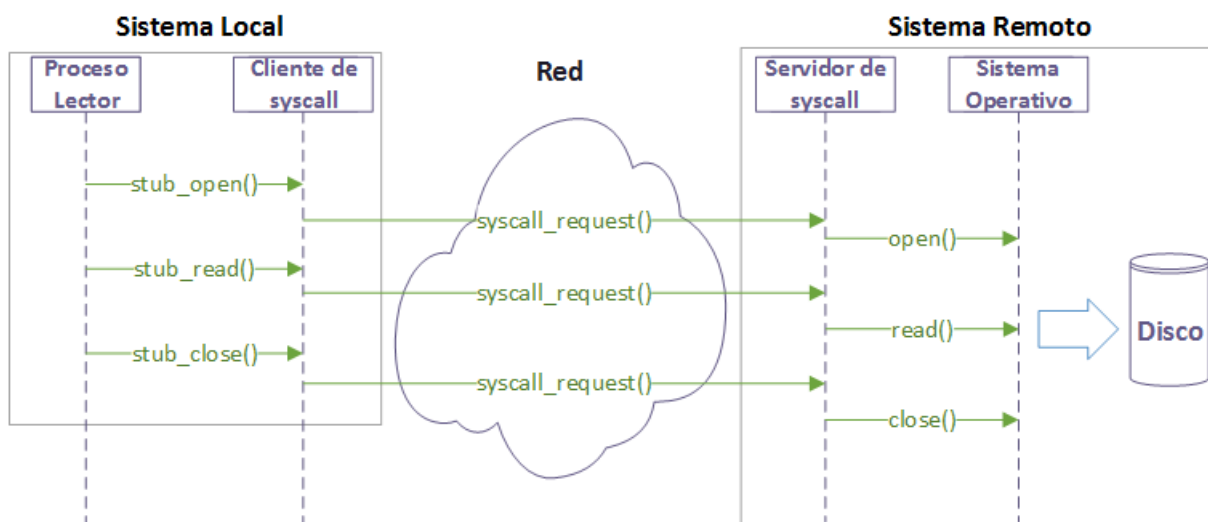 Sistema Local
Sistema Remoto
Proceso
Lector
Cliente de
syscall
Red
Servidor de
syscall
Sistema
Operativo
stub_open()
syscall_request()
open()
stub_read()
syscall_request()
read()
Disco
stub_close()
syscall_request()
close()